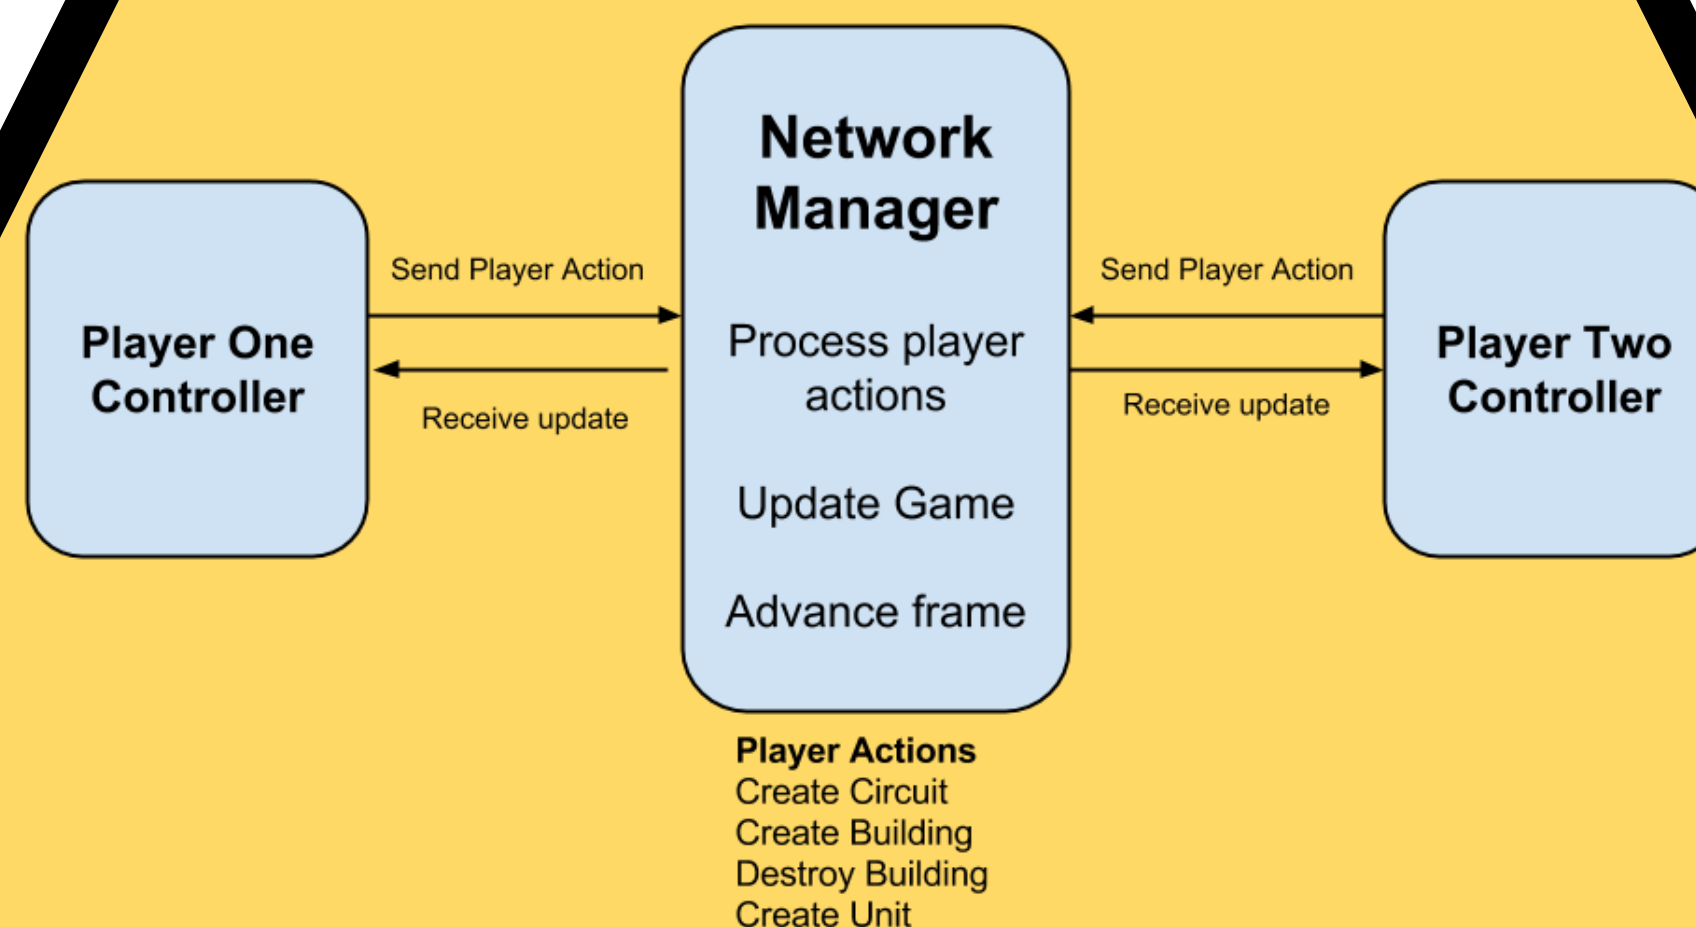 Network
Manager
Send Player Action
Send Player Action
Player One
Controller
Process player
actions
Player Two
Controller
Receive update
Receive update
Update Game
Advance frame
Player Actions
Create Circuit
Create Building
Destroy Building
Create Unit